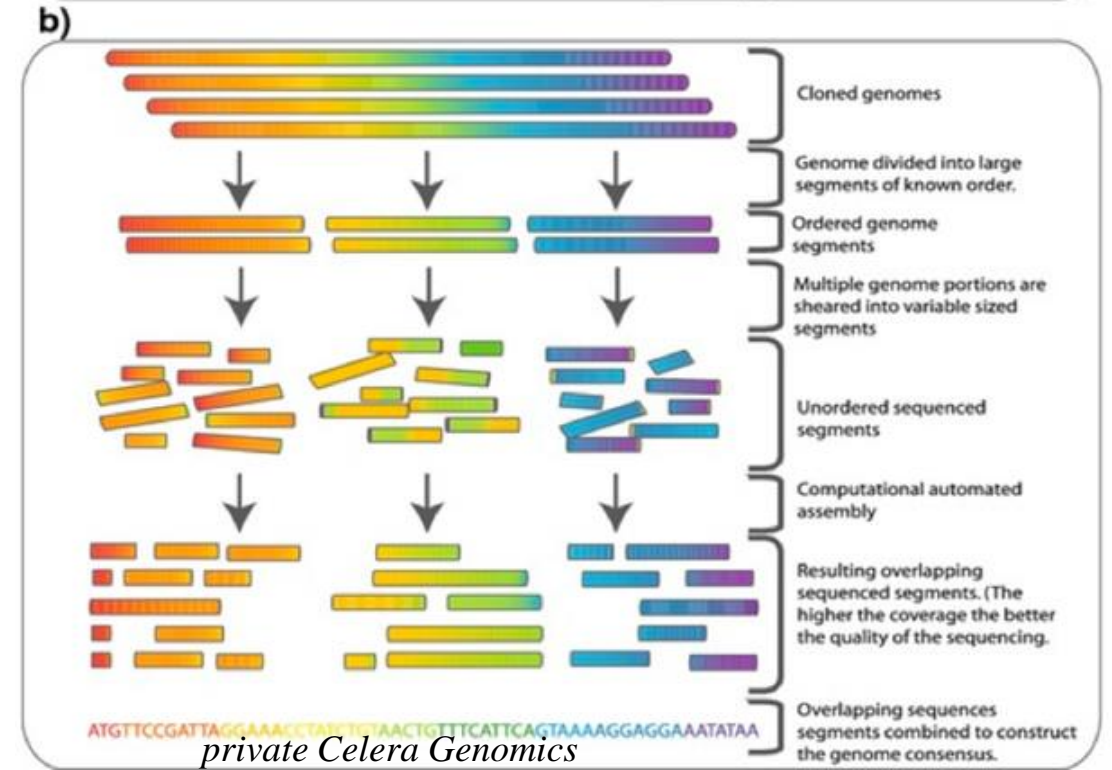 b)
Cloned genomes
Genome divided into large
segments of known order.
Ordered genome
segments
Multiple genome portions are
sheared into variable sized
segments
Unordered sequenced
segments
Computational automated
assembly
Resulting overlapping
sequenced segments. (The
higher the coverage the better
the quality of the sequencing.
ATGTTCCGATTAGGAAACCTATCTGTAACTGTTTCATTCAGTAAAAGGAGGAAATATAA
Overlapping sequences
segments combined to construct
the genome consensus.
private Celera Genomics